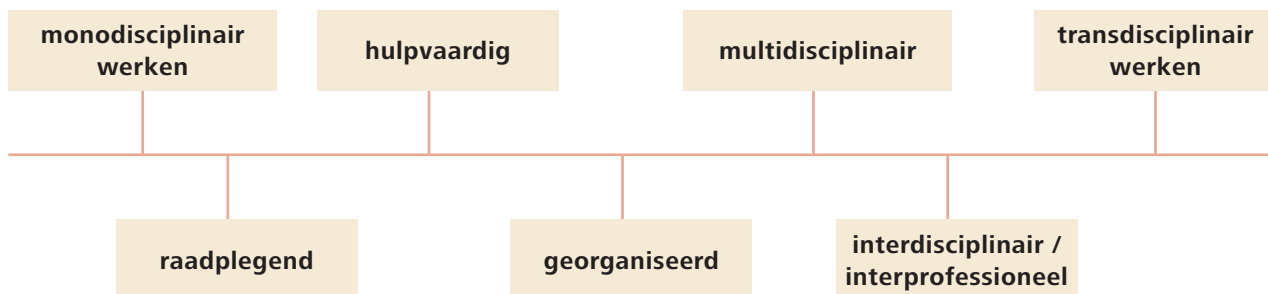 monodisciplinair
werken
hulpvaardig
multidisciplinair
transdisciplinair
werken
raadplegend
georganiseerd
interdisciplinair /
interprofessioneel